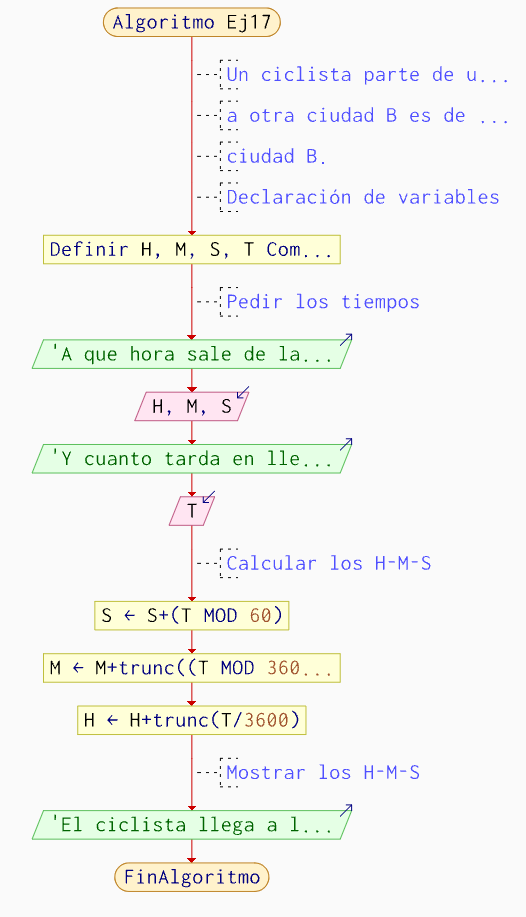 Algoritmo Ej17
Un ciclista parte de u...
a otra ciudad B es de ...
ciudad B.
Declaración de variables
Definir H, M, S, T Com...
Pedir los tiempos
'A que hora sale de la...
H, M, S
'Y cuanto tarda en lle...
T
Calcular los H-M-S
S ← S+(T MOD 60)
M ← M+trunc((T MOD 360...
H ← H+trunc(T/3600)
Mostrar los H-M-S
'El ciclista llega a l...
FinAlgoritmo